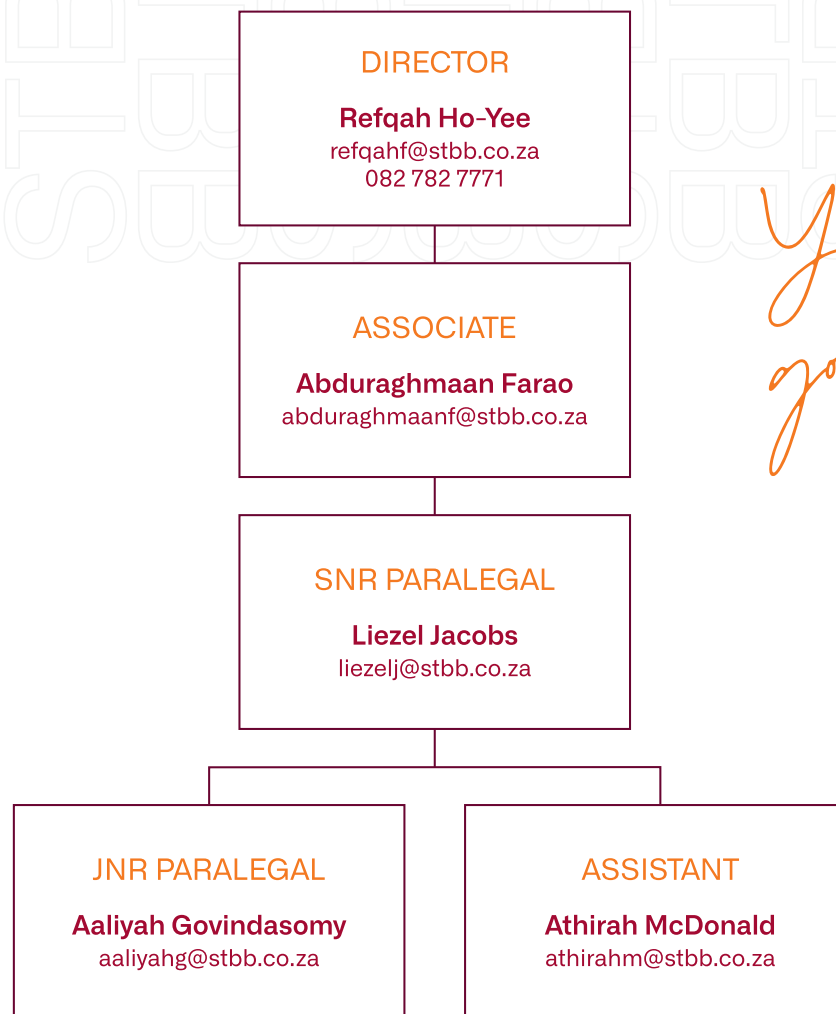 DIRECTOR
Refqah Ho-Yee
refqahf@stbb.co.za
082 782 7771
ASSOCIATE
Abduraghmaan Farao
abduraghmaanf@stbb.co.za
SNR PARALEGAL
Liezel Jacobs
liezelj@stbb.co.za
JNR PARALEGAL
Aaliyah Govindasomy
aaliyahg@stbb.co.za
ASSISTANT
Athirah McDonald
athirahm@stbb.co.za